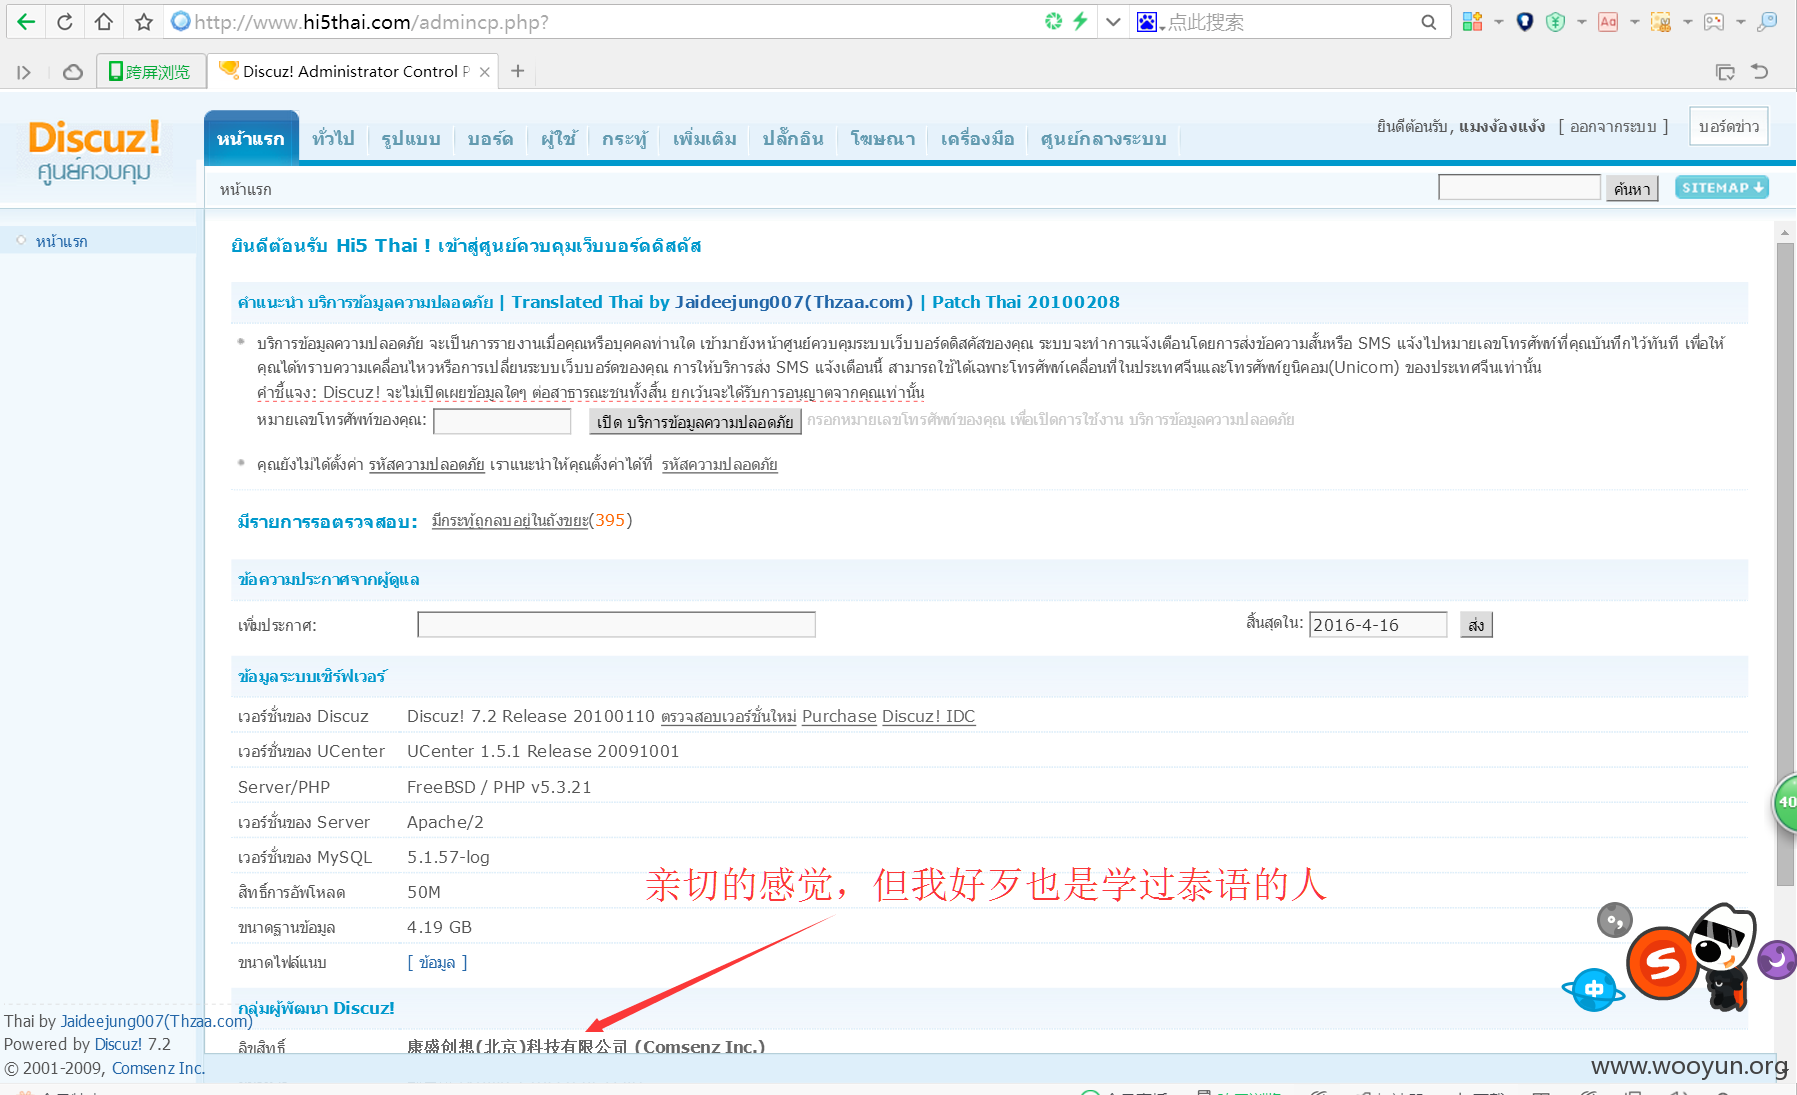 http://www.hi5thai.com/admincp.php?
点此搜索
跨屏浏览
Discuz! Administrator Control P
Discuz!
ศูนย์ควบคุม
หน้าแรก ทั่วไป รูปแบบ บอร์ด ผู้ใช้ กระทู้ เพิ่มเติม ปลั๊กอิน โฆษณา เครื่องมือ ศูนย์กลางระบบ
ยินดีต้อนรับ, แมงง้องแง้ง [ ออกจากระบบ ]
บอร์ดข่าว
หน้าแรก
ค้นหา
SITEMAP
หน้าแรก
ยินดีต้อนรับ Hi5 Thai ! เข้าสู่ศูนย์ควบคุมเว็บบอร์ดดิสคัส
คำแนะนำ บริการข้อมูลความปลอดภัย | Translated Thai by Jaideejung007(Thzaa.com) | Patch Thai 20100208
บริการข้อมูลความปลอดภัย จะเป็นการรายงานเมื่อคุณหรือบุคคลท่านใด เข้ามายังหน้าศูนย์ควบคุมระบบเว็บบอร์ดดิสคัสของคุณ ระบบจะทำการแจ้งเตือนโดยการส่งข้อความสั้นหรือ SMS แจ้งไปหมายเลขโทรศัพท์ที่คุณบันทึกไว้ทันที เพื่อให้
คุณได้ทราบความเคลื่อนไหวหรือการเปลี่ยนระบบเว็บบอร์ดของคุณ การให้บริการส่ง SMS แจ้งเตือนนี้ สามารถใช้ได้เฉพาะโทรศัพท์เคลื่อนที่ในประเทศจีนและโทรศัพท์ยูนิคอม(Unicom) ของประเทศจีนเท่านั้น
คำชี้แจง: Discuz! จะไม่เปิดเผยข้อมูลใดๆ ต่อสาธารณะชนทั้งสิ้น ยกเว้นจะได้รับการอนุญาตจากคุณเท่านั้น
หมายเลขโทรศัพท์ของคุณ: เปิด บริการข้อมูลความปลอดภัย กรอกหมายเลขโทรศัพท์ของคุณ เพื่อเปิดการใช้งาน บริการข้อมูลความปลอดภัย
คุณยังไม่ได้ตั้งค่า รหัสความปลอดภัย เราแนะนำให้คุณตั้งค่าได้ที่ รหัสความปลอดภัย
มีรายการรอตรวจสอบ: มีกระทู้ถูกลบอยู่ในถังขยะ(395)
ข้อความประกาศจากผู้ดูแล
เพิ่มประกาศ: สิ้นสุดใน: 2016-4-16 ส่ง
ข้อมูลระบบเซิร์ฟเวอร์
เวอร์ชั่นของ Discuz Discuz! 7.2 Release 20100110 ตรวจสอบเวอร์ชั่นใหม่ Purchase Discuz! IDC
เวอร์ชั่นของ UCenter UCenter 1.5.1 Release 20091001
Server/PHP FreeBSD / PHP v5.3.21
เวอร์ชั่นของ Server Apache/2
เวอร์ชั่นของ MySQL 5.1.57-log
สิทธิ์การอัพโหลด 50M
ขนาดฐานข้อมูล 4.19 GB
ขนาดไฟล์แนบ [ ข้อมูล ]
亲切的感觉，但我好歹也是学过泰语的人
กลุ่มผู้พัฒนา Discuz!
ลิขสิทธิ์ 康盛创想(北京)科技有限公司 (Comsenz Inc.)
Thai by Jaideejung007(Thzaa.com)
Powered by Discuz! 7.2
© 2001-2009, Comsenz Inc.
40
中
www.wooyun.org